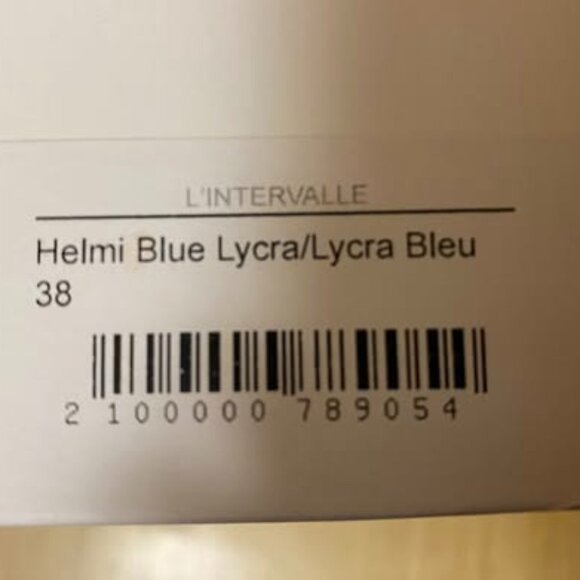 L'INTERVALLE
Helmi Blue Lycra/Lycra Bleu
38
2 100000 789054